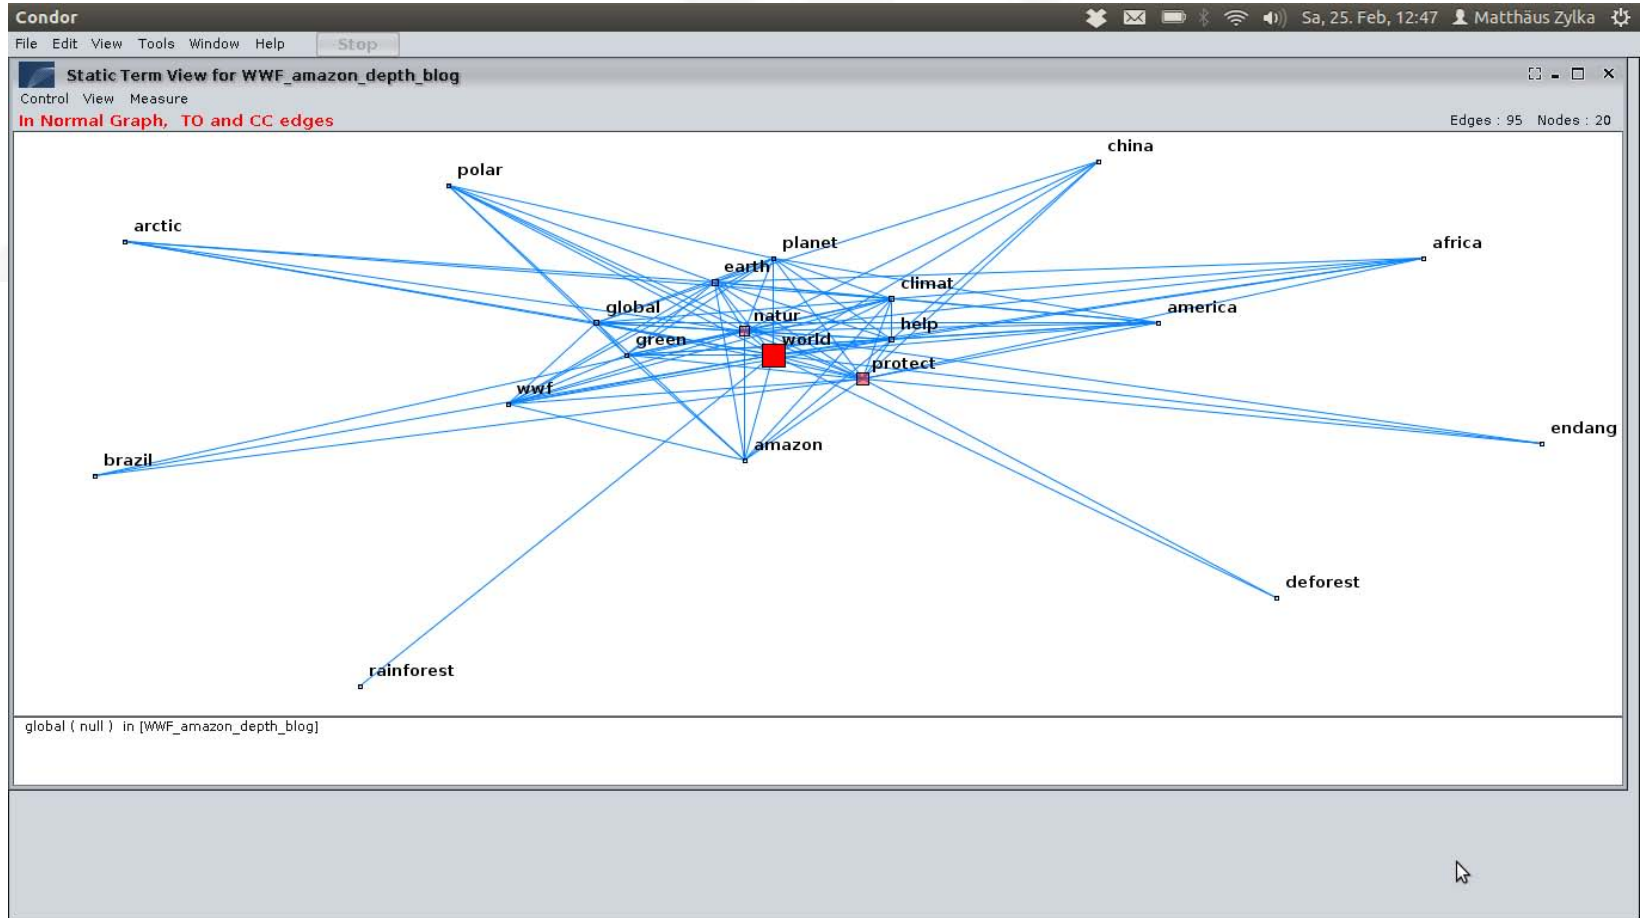 Condor
Sa, 25. Feb, 12:47 Matthäus Zylka
File Edit View Tools Window Help Stop
Static Term View for WWF_amazon_depth_blog
Control View Measure
In Normal Graph, TO and CC edges
Edges : 95 Nodes : 20
china
polar
arctic
planet
africa
earth
climat
global
natur
america
help
green
world
protect
wwf
endang
amazon
brazil
deforest
rainforest
global ( null ) in [WWF_amazon_depth_blog]